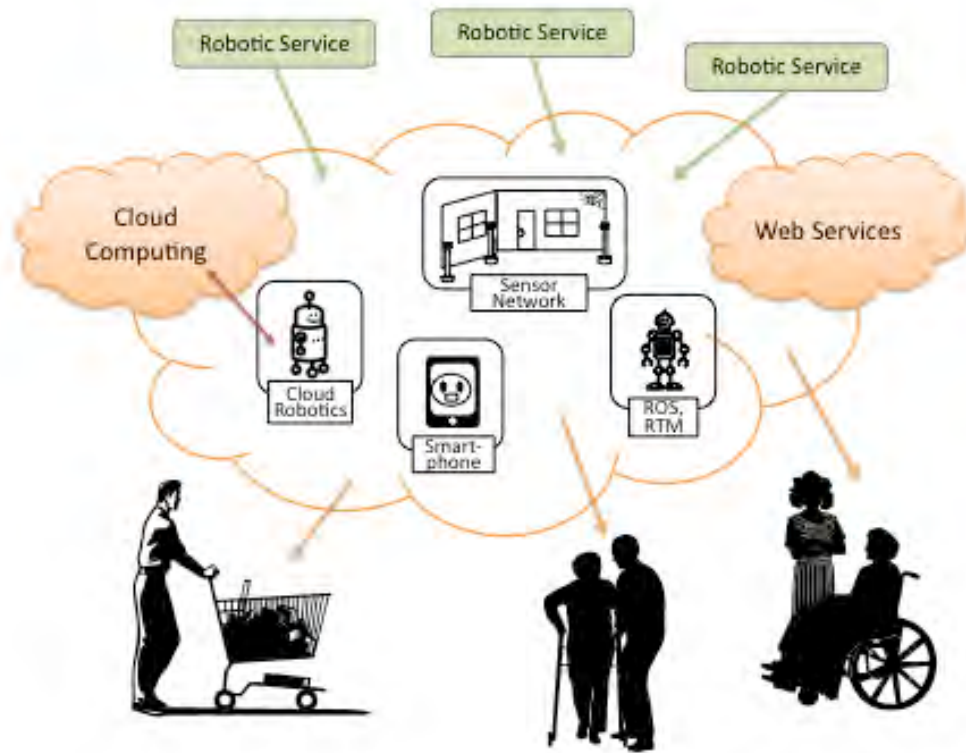 Robotic Service
Robotic Service
Robotic Service
Cloud
Computing
Web Services
Sensor
Network
Cloud
Robotics
Smart-
phone
ROS,
RTM